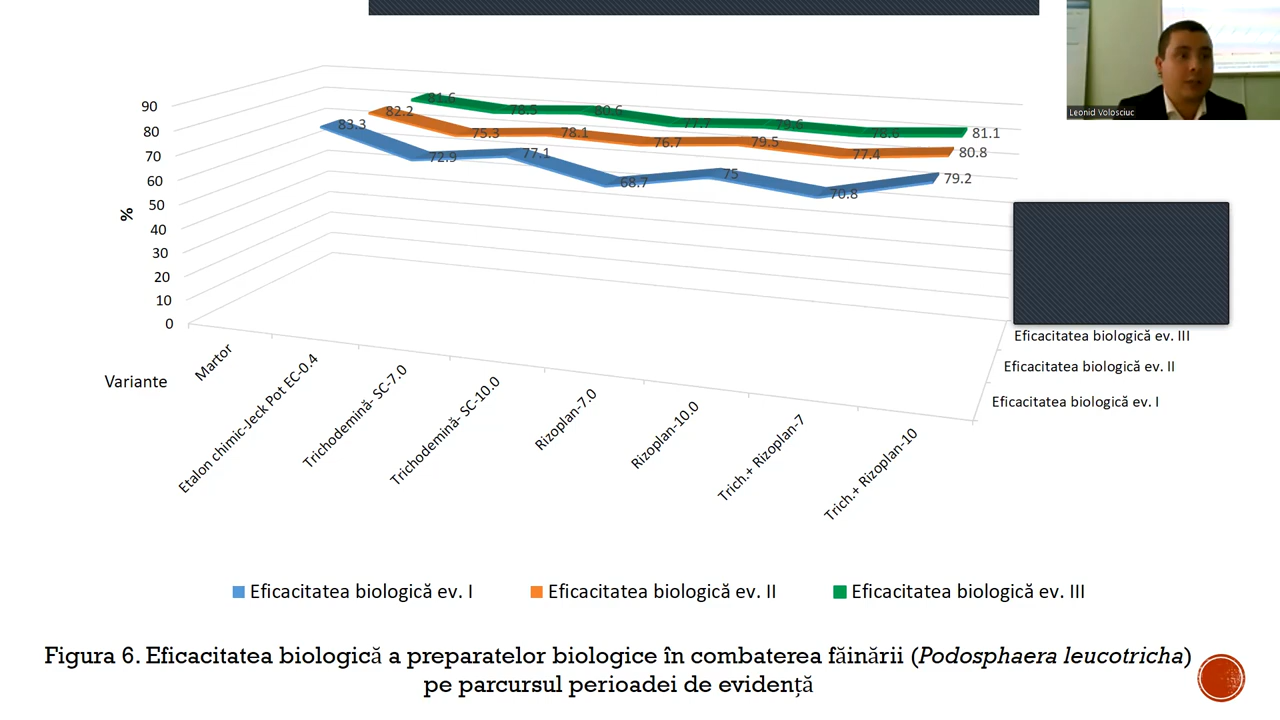 Leonid Volosciuc
90
80
70
60
50
40
30
20
10
0
%
81.6
76.5
80.6
77.7
79.6
78.6
81.1
82.2
75.3
78.1
76.7
79.5
77.4
80.8
83.3
72.9
77.1
68.7
75
70.8
79.2
Variante
Martor
Etalon chimic-Jeck Pot EC-0.4
Trichodemină- SC-7.0
Trichodemină- SC-10.0
Rizoplan-7.0
Rizoplan-10.0
Trich.+ Rizoplan-7
Trich.+ Rizoplan-10
Eficacitatea biologică ev. III
Eficacitatea biologică ev. II
Eficacitatea biologică ev. I
Eficacitatea biologică ev. I
Eficacitatea biologică ev. II
Eficacitatea biologică ev. III
Figura 6. Eficacitatea biologică a preparatelor biologice în combaterea făinării (Podosphaera leucotricha)
pe parcursul perioadei de evidență